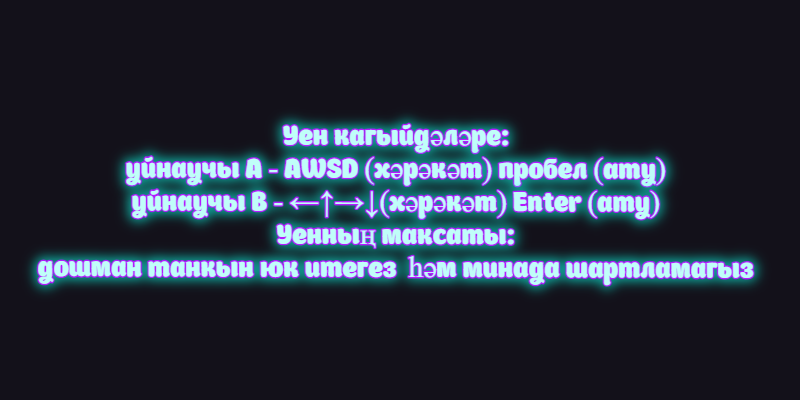 Уен кагыйдәләре:
уйнаучы А - AWSD (хәрәкәт) пробел (ату)
уйнаучы В - ←↑→↓(хәрәкәт) Enter (ату)
Уенның максаты:
дошман танкын юк итегез һәм минада шартламагыз